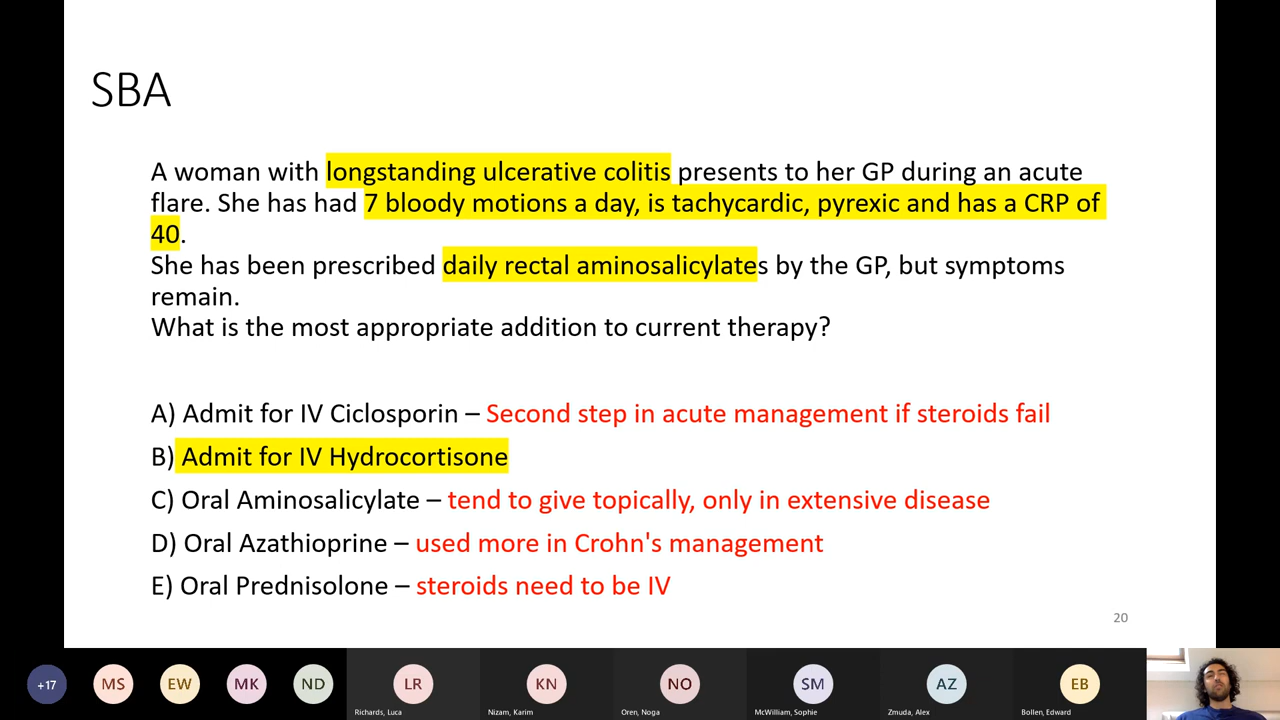 SBA
A woman with longstanding ulcerative colitis presents to her GP during an acute
flare. She has had 7 bloody motions a day, is tachycardic, pyrexic and has a CRP of
40.
She has been prescribed daily rectal aminosalicylates by the GP, but symptoms
remain.
What is the most appropriate addition to current therapy?
A) Admit for IV Ciclosporin – Second step in acute management if steroids fail
B) Admit for IV Hydrocortisone
C) Oral Aminosalicylate – tend to give topically, only in extensive disease
D) Oral Azathioprine – used more in Crohn's management
E) Oral Prednisolone – steroids need to be IV
20
+17 MS EW MK ND LR KN NO SM AZ EB
Richards, Luca Nizam, Karim Oren, Noga McWilliam, Sophie Zmuda, Alex Bollen, Edward